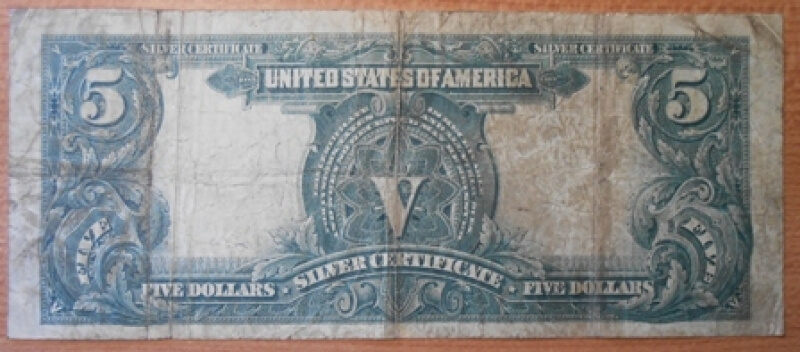 SILVER CERTIFICATE SILVER CERTIFICATE
5 UNITED STATES OF AMERICA 5
V
FIVE FIVE
FIVE DOLLARS · SILVER CERTIFICATE · FIVE DOLLARS